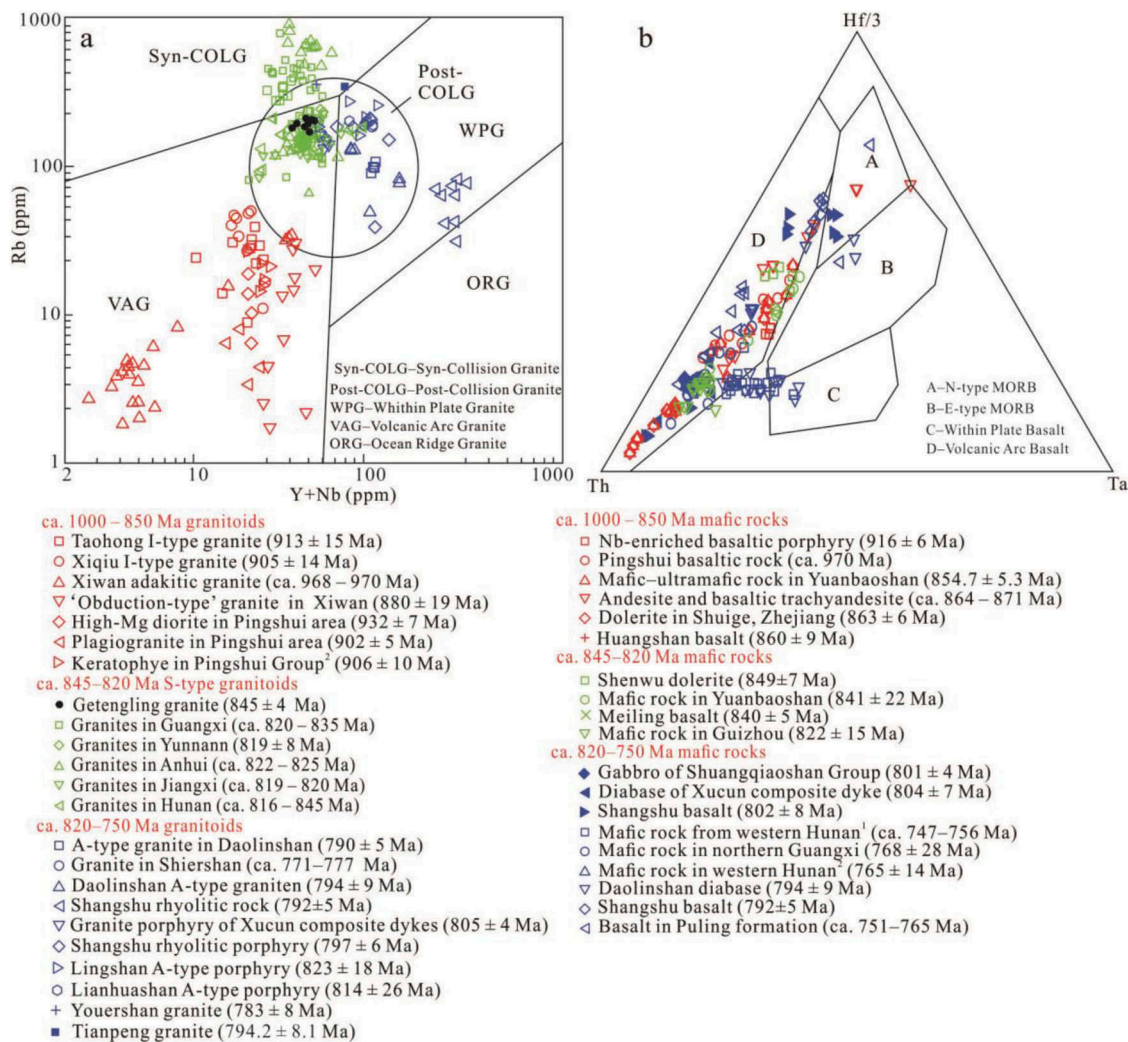 a
Syn-COLG
Post-
COLG
WPG
VAG
ORG
Syn-COLG–Syn-Collision Granite
Post-COLG–Post-Collision Granite
WPG–Whithin Plate Granite
VAG–Volcanic Arc Granite
ORG–Ocean Ridge Granite
Rb (ppm)
1000
100
10
1
2
10
100
1000
Y+Nb (ppm)
b
Hf/3
A
D
B
C
A–N-type MORB
B–E-type MORB
C–Within Plate Basalt
D–Volcanic Arc Basalt
Th
Ta
ca. 1000 – 850 Ma granitoids
Taohong I-type granite (913 ± 15 Ma)
Xiqiu I-type granite (905 ± 14 Ma)
Xiwan adakitic granite (ca. 968 – 970 Ma)
'Obduction-type' granite in Xiwan (880 ± 19 Ma)
High-Mg diorite in Pingshui area (932 ± 7 Ma)
Plagiogranite in Pingshui area (902 ± 5 Ma)
Keratophye in Pingshui Group² (906 ± 10 Ma)
ca. 845–820 Ma S-type granitoids
Getengling granite (845 ± 4 Ma)
Granites in Guangxi (ca. 820 – 835 Ma)
Granites in Yunnann (819 ± 8 Ma)
Granites in Anhui (ca. 822 – 825 Ma)
Granites in Jiangxi (ca. 819 – 820 Ma)
Granites in Hunan (ca. 816 – 845 Ma)
ca. 820–750 Ma granitoids
A-type granite in Daolinshan (790 ± 5 Ma)
Granite in Shiershan (ca. 771–777 Ma)
Daolinshan A-type graniten (794 ± 9 Ma)
Shangshu rhyolitic rock (792±5 Ma)
Granite porphyry of Xucun composite dykes (805 ± 4 Ma)
Shangshu rhyolitic porphyry (797 ± 6 Ma)
Lingshan A-type porphyry (823 ± 18 Ma)
Lianhuashan A-type porphyry (814 ± 26 Ma)
Youershan granite (783 ± 8 Ma)
Tianpeng granite (794.2 ± 8.1 Ma)
ca. 1000 – 850 Ma mafic rocks
Nb-enriched basaltic porphyry (916 ± 6 Ma)
Pingshui basaltic rock (ca. 970 Ma)
Mafic–ultramafic rock in Yuanbaoshan (854.7 ± 5.3 Ma)
Andesite and basaltic trachyandesite (ca. 864 – 871 Ma)
Dolerite in Shuige, Zhejiang (863 ± 6 Ma)
Huangshan basalt (860 ± 9 Ma)
ca. 845–820 Ma mafic rocks
Shenwu dolerite (849±7 Ma)
Mafic rock in Yuanbaoshan (841 ± 22 Ma)
Meiling basalt (840 ± 5 Ma)
Mafic rock in Guizhou (822 ± 15 Ma)
ca. 820–750 Ma mafic rocks
Gabbro of Shuangqiaoshan Group (801 ± 4 Ma)
Diabase of Xucun composite dyke (804 ± 7 Ma)
Shangshu basalt (802 ± 8 Ma)
Mafic rock from western Hunan¹ (ca. 747–756 Ma)
Mafic rock in northern Guangxi (768 ± 28 Ma)
Mafic rock in western Hunan² (765 ± 14 Ma)
Daolinshan diabase (794 ± 9 Ma)
Shangshu basalt (792±5 Ma)
Basalt in Puling formation (ca. 751–765 Ma)